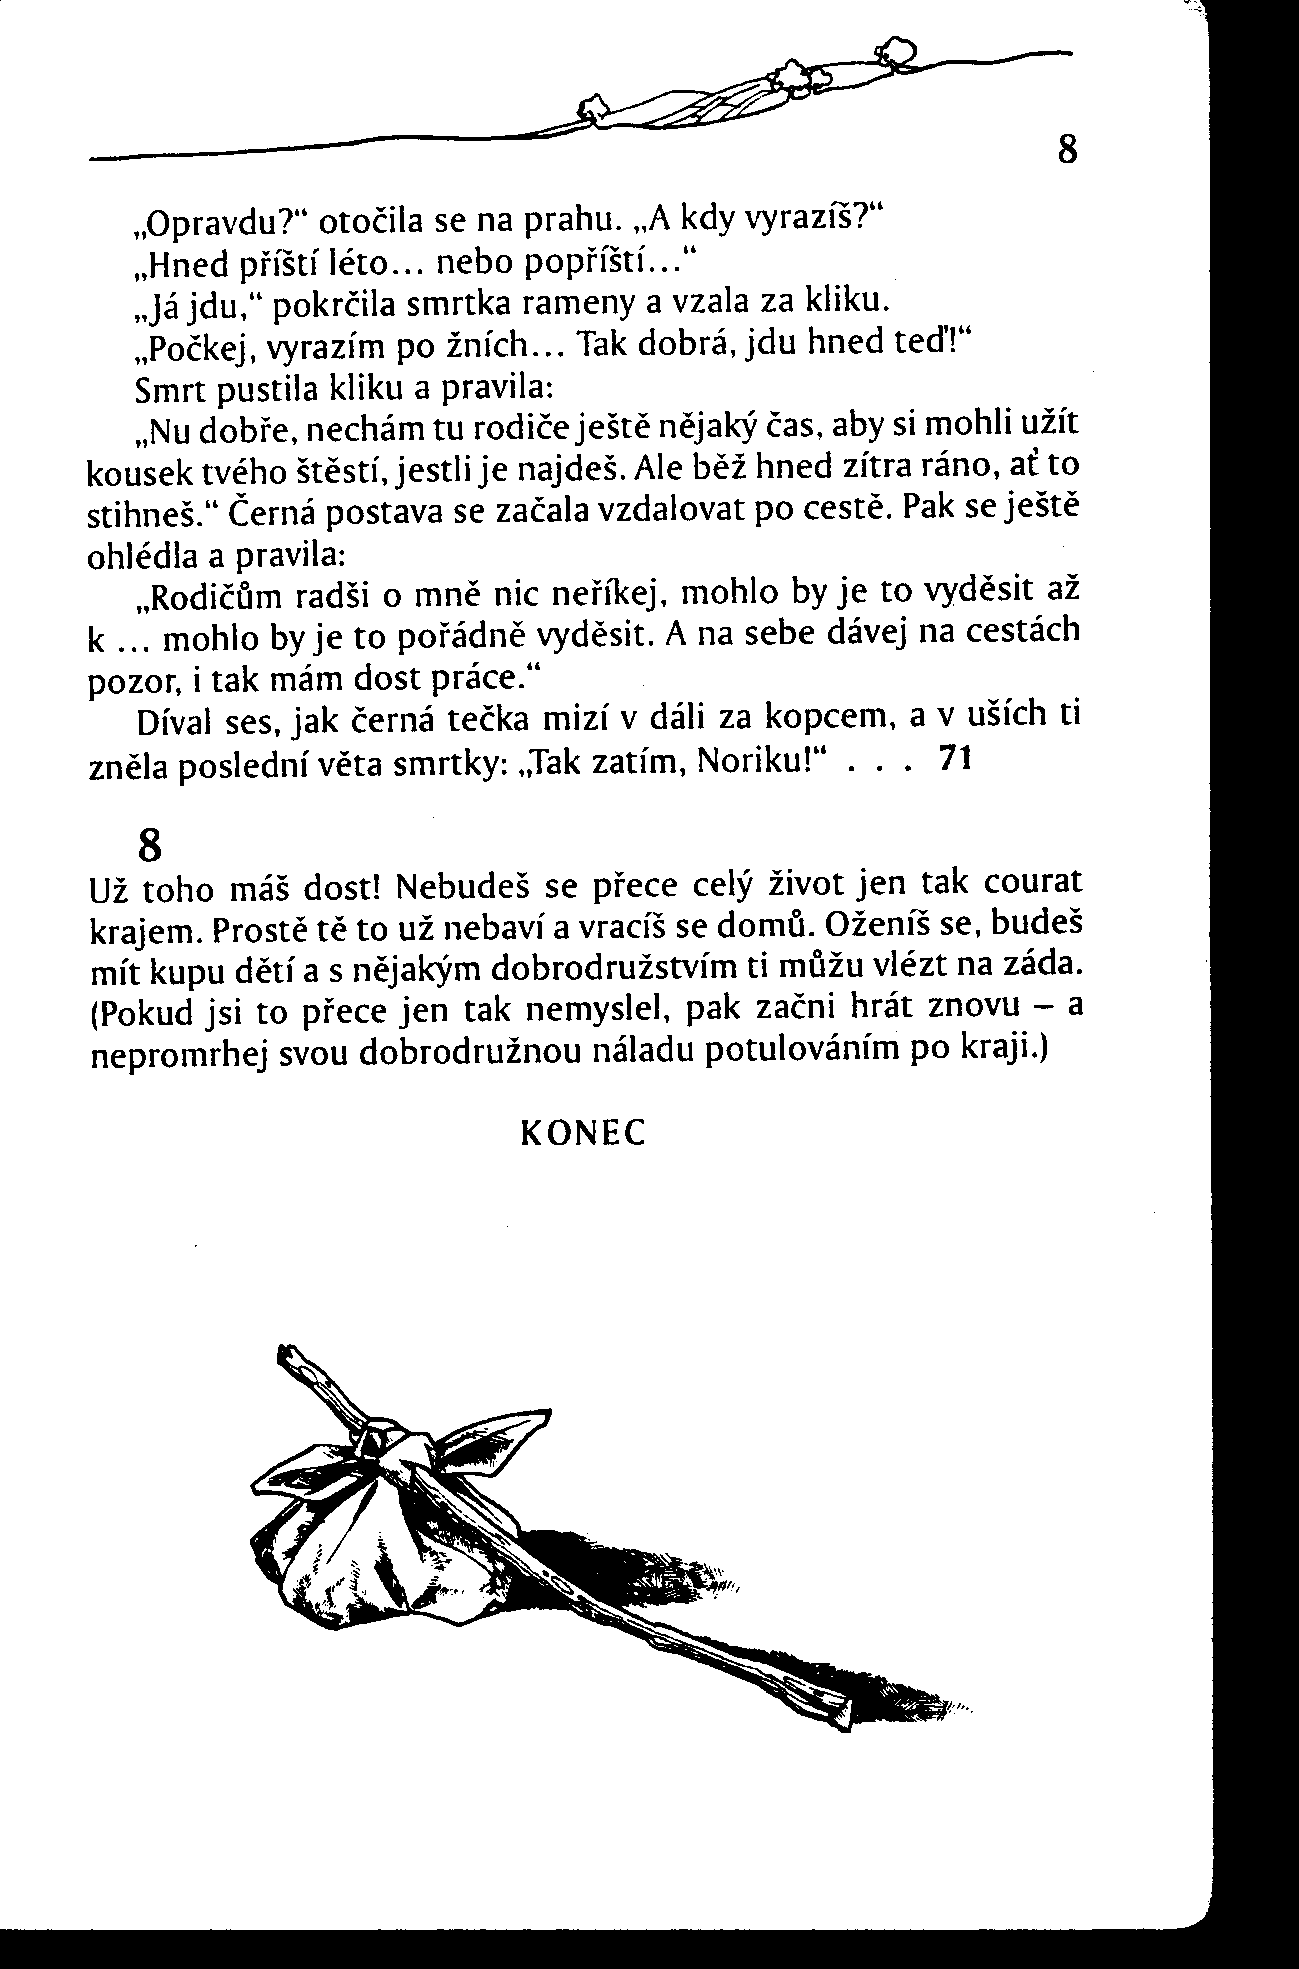 8
„Opravdu?“ otočila se na prahu. „A kdy vyrazíš?“
„Hned příští léto... nebo popříští...“
„Já jdu,“ pokrčila smrtka rameny a vzala za kliku.
„Počkej, vyrazím po žních... Tak dobrá, jdu hned teď!“
Smrt pustila kliku a pravila:
„Nu dobře, nechám tu rodiče ještě nějaký čas, aby si mohli užít
kousek tvého štěstí, jestli je najdeš. Ale běž hned zítra ráno, ať to
stihneš.“ Černá postava se začala vzdalovat po cestě. Pak se ještě
ohlédla a pravila:
„Rodičům radši o mně nic neříkej, mohlo by je to vyděsit až
k ... mohlo by je to pořádně vyděsit. A na sebe dávej na cestách
pozor, i tak mám dost práce.“
Díval ses, jak černá tečka mizí v dáli za kopcem, a v uších ti
zněla poslední věta smrtky: „Tak zatím, Noriku!“ . . . 71
8
Už toho máš dost! Nebudeš se přece celý život jen tak courat
krajem. Prostě tě to už nebaví a vracíš se domů. Oženíš se, budeš
mít kupu dětí a s nějakým dobrodružstvím ti můžu vlézt na záda.
(Pokud jsi to přece jen tak nemyslel, pak začni hrát znovu – a
nepromrhej svou dobrodružnou náladu potulováním po kraji.)
KONEC